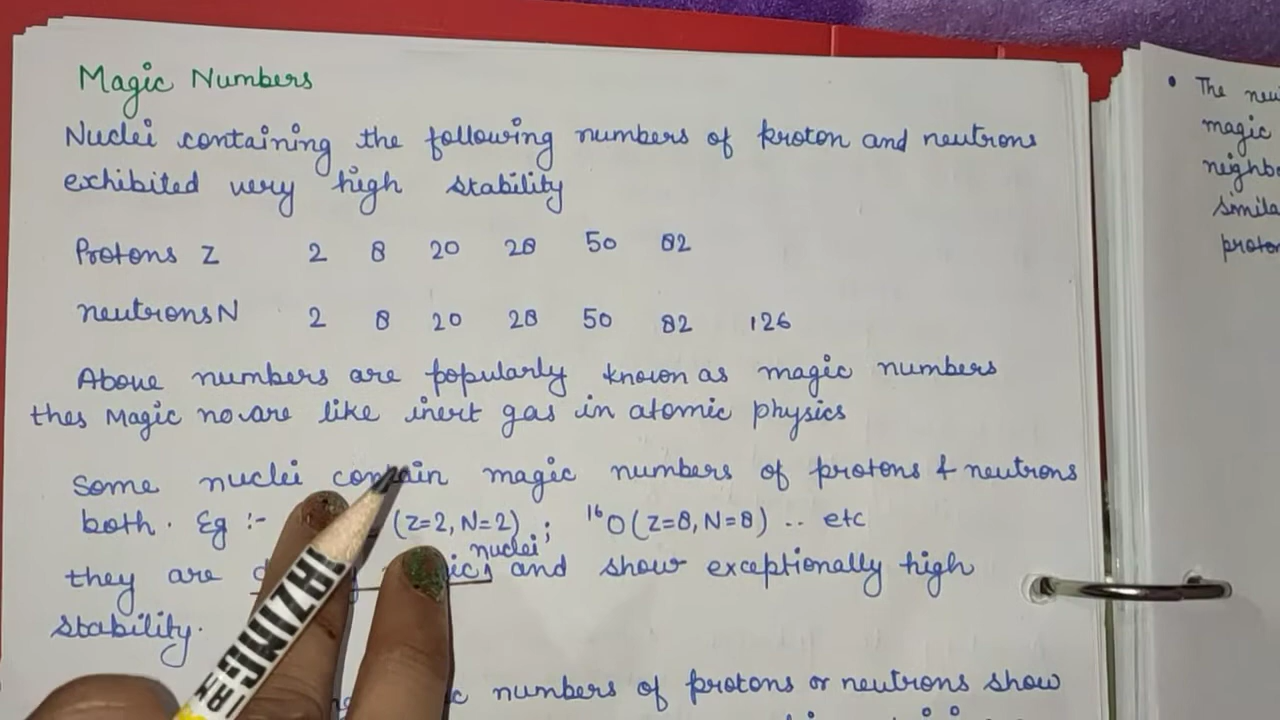 Magic Numbers
Nuclei containing the following numbers of proton and neutrons
exhibited very high stability
Protons Z 2 8 20 28 50 82
neutrons N 2 8 20 28 50 82 126
Above numbers are popularly known as magic numbers
thes Magic no. are like inert gas in atomic physics
Some nuclei contain magic numbers of protons & neutrons
both. Eg :- (Z=2, N=2) ; ¹⁶O (Z=8, N=8) .. etc
nuclei
they are and show exceptionally high
stability.
numbers of protons or neutrons show
• The
magic